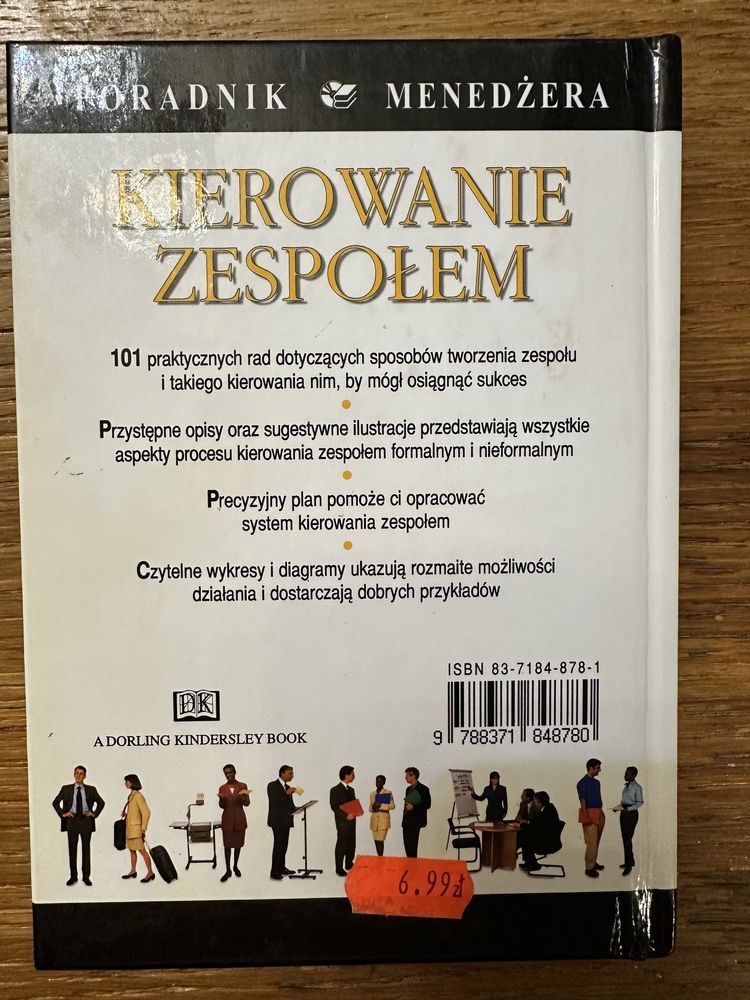 PORADNIK MENEDŻERA
KIEROWANIE
ZESPOŁEM
101 praktycznych rad dotyczących sposobów tworzenia zespołu
i takiego kierowania nim, by mógł osiągnąć sukces
Przystępne opisy oraz sugestywne ilustracje przedstawiają wszystkie
aspekty procesu kierowania zespołem formalnym i nieformalnym
Precyzyjny plan pomoże ci opracować
system kierowania zespołem
Czytelne wykresy i diagramy ukazują rozmaite możliwości
działania i dostarczają dobrych przykładów
ISBN 83-7184-878-1
DK
A DORLING KINDERSLEY BOOK
9 788371 848780
6.99zł